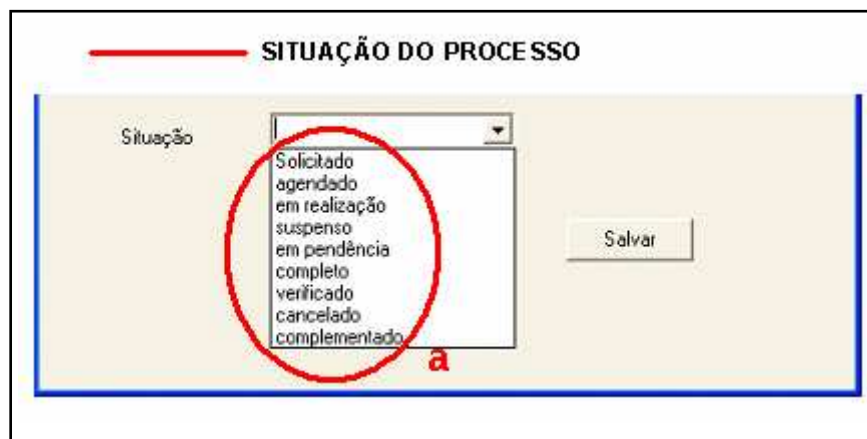 SITUAÇÃO DO PROCESSO
Situação
Solicitado
agendado
em realização
suspenso
em pendência
completo
verificado
cancelado
complementado
Salvar
a